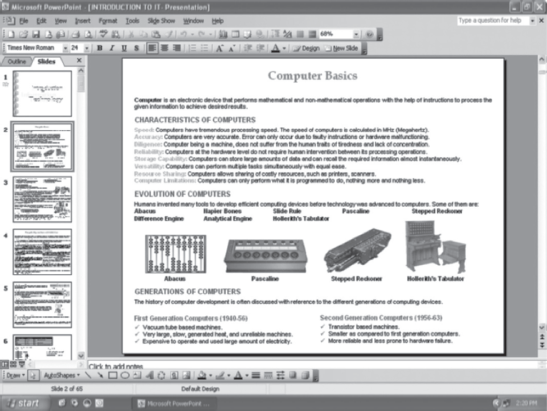 Microsoft PowerPoint - [INTRODUCTION TO IT - Presentation]
File Edit View Insert Format Tools Slide Show Window Help
Type a question for help
68%
Times New Roman 24 B I U S Design New Slide
Outline Slides
1
2
3
4
5
6
Computer Basics
Computer is an electronic device that performs mathematical and non-mathematical operations with the help of instructions to process the
given information to achieve desired results.
CHARACTERISTICS OF COMPUTERS
Speed: Computers have tremendous processing speed. The speed of computers is calculated in MHz (Megahertz).
Accuracy: Computers are very accurate. Error can only occur due to faulty instructions or hardware malfunctioning.
Diligence: Computer being a machine, does not suffer from the human traits of tiredness and lack of concentration.
Reliability: Computers at the hardware level do not require human intervention between its processing operations.
Storage Capability: Computers can store large amounts of data and can recall the required information almost instantaneously.
Versatility: Computers can perform multiple tasks simultaneously with equal ease.
Resource Sharing: Computers allows sharing of costly resources, such as printers, scanners.
Computer Limitations: Computers can only perform what it is programmed to do, nothing more and nothing less.
EVOLUTION OF COMPUTERS
Humans invented many tools to develop efficient computing devices before technology was advanced to computers. Some of them are:
Abacus Napier Bones Slide Rule Pascaline Stepped Reckoner
Difference Engine Analytical Engine Hollerith's Tabulator
Abacus Pascaline Stepped Reckoner Hollerith's Tabulator
GENERATIONS OF COMPUTERS
The history of computer development is often discussed with reference to the different generations of computing devices.
First Generation Computers (1940-56)
✓ Vacuum tube based machines.
✓ Very large, slow, generated heat, and unreliable machines.
✓ Expensive to operate and used large amount of electricity.
Second Generation Computers (1956-63)
✓ Transistor based machines.
✓ Smaller as compared to first generation computers.
✓ More reliable and less prone to hardware failure.
Click to add notes
Draw AutoShapes
Slide 2 of 65 Default Design
start Microsoft PowerPoint ... 2:20 PM